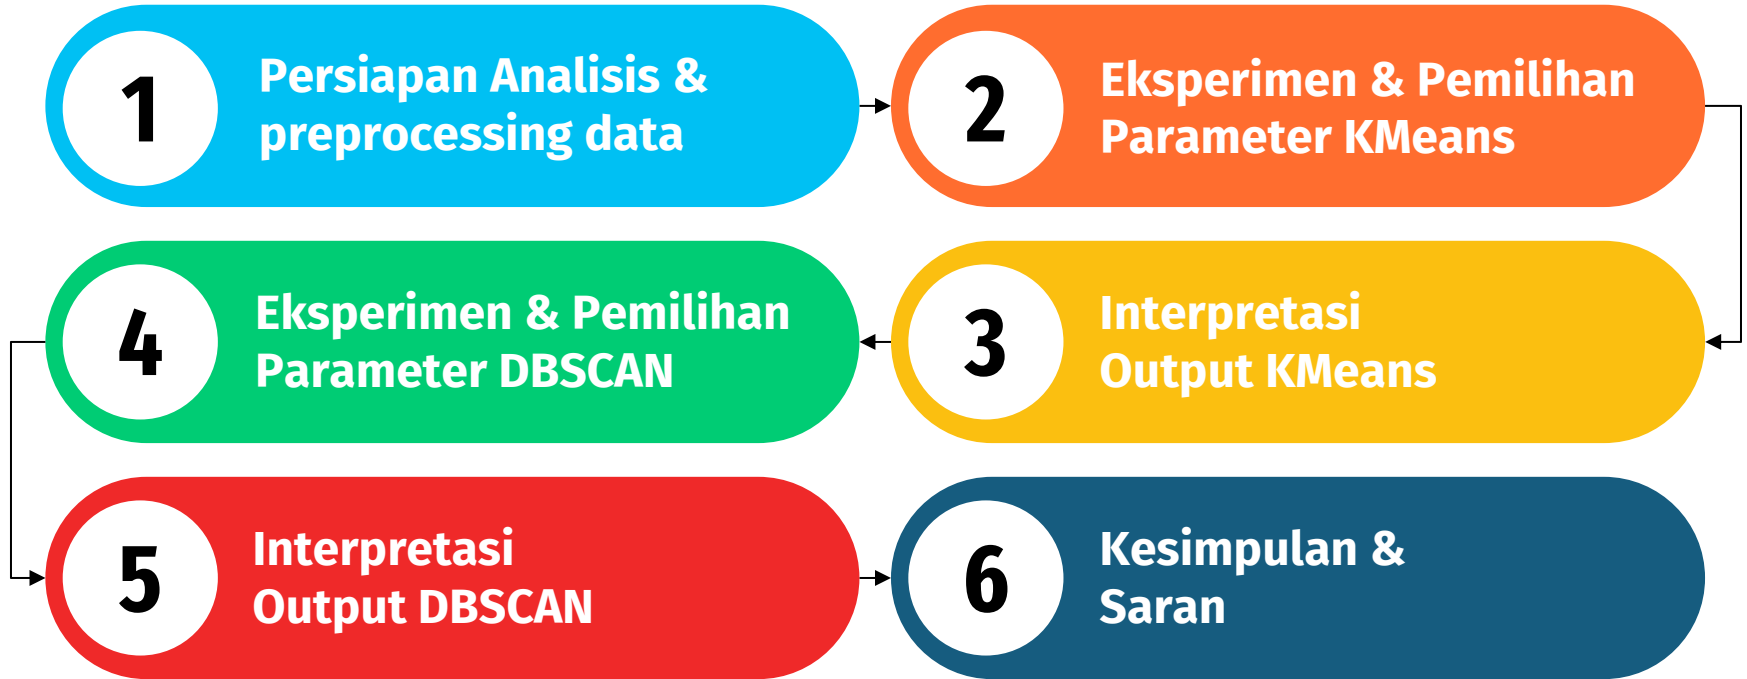 1
Persiapan Analisis &
preprocessing data
2
Eksperimen & Pemilihan
Parameter KMeans
3
Interpretasi
Output KMeans
4
Eksperimen & Pemilihan
Parameter DBSCAN
5
Interpretasi
Output DBSCAN
6
Kesimpulan &
Saran